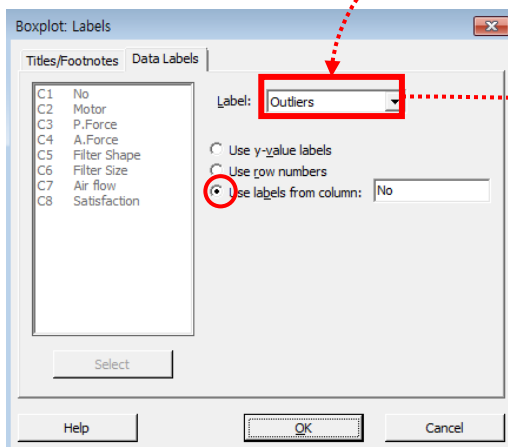 Boxplot: Labels
Titles/Footnotes Data Labels
C1 No
C2 Motor
C3 P.Force
C4 A.Force
C5 Filter Shape
C6 Filter Size
C7 Air flow
C8 Satisfaction
Label: Outliers
Use y-value labels
Use row numbers
Use labels from column: No
Select
Help OK Cancel